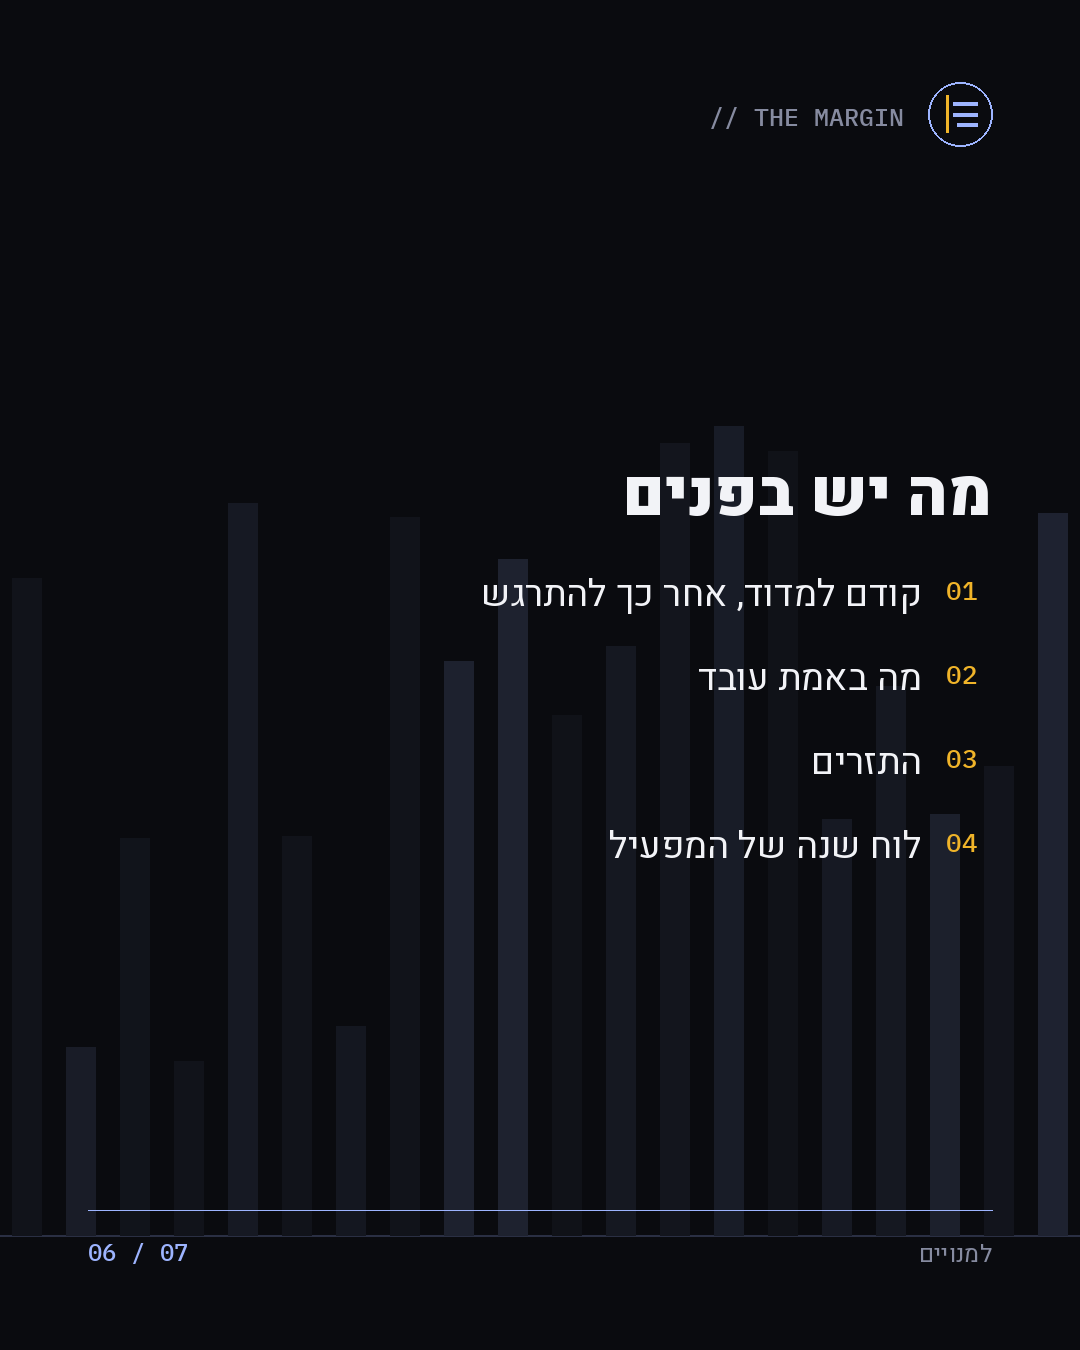 // THE MARGIN
מה יש בפנים
01 קודם למדוד, אחר כך להתרגש
02 מה באמת עובד
03 התזרים
04 לוח שנה של המפעיל
למנויים
06 / 07